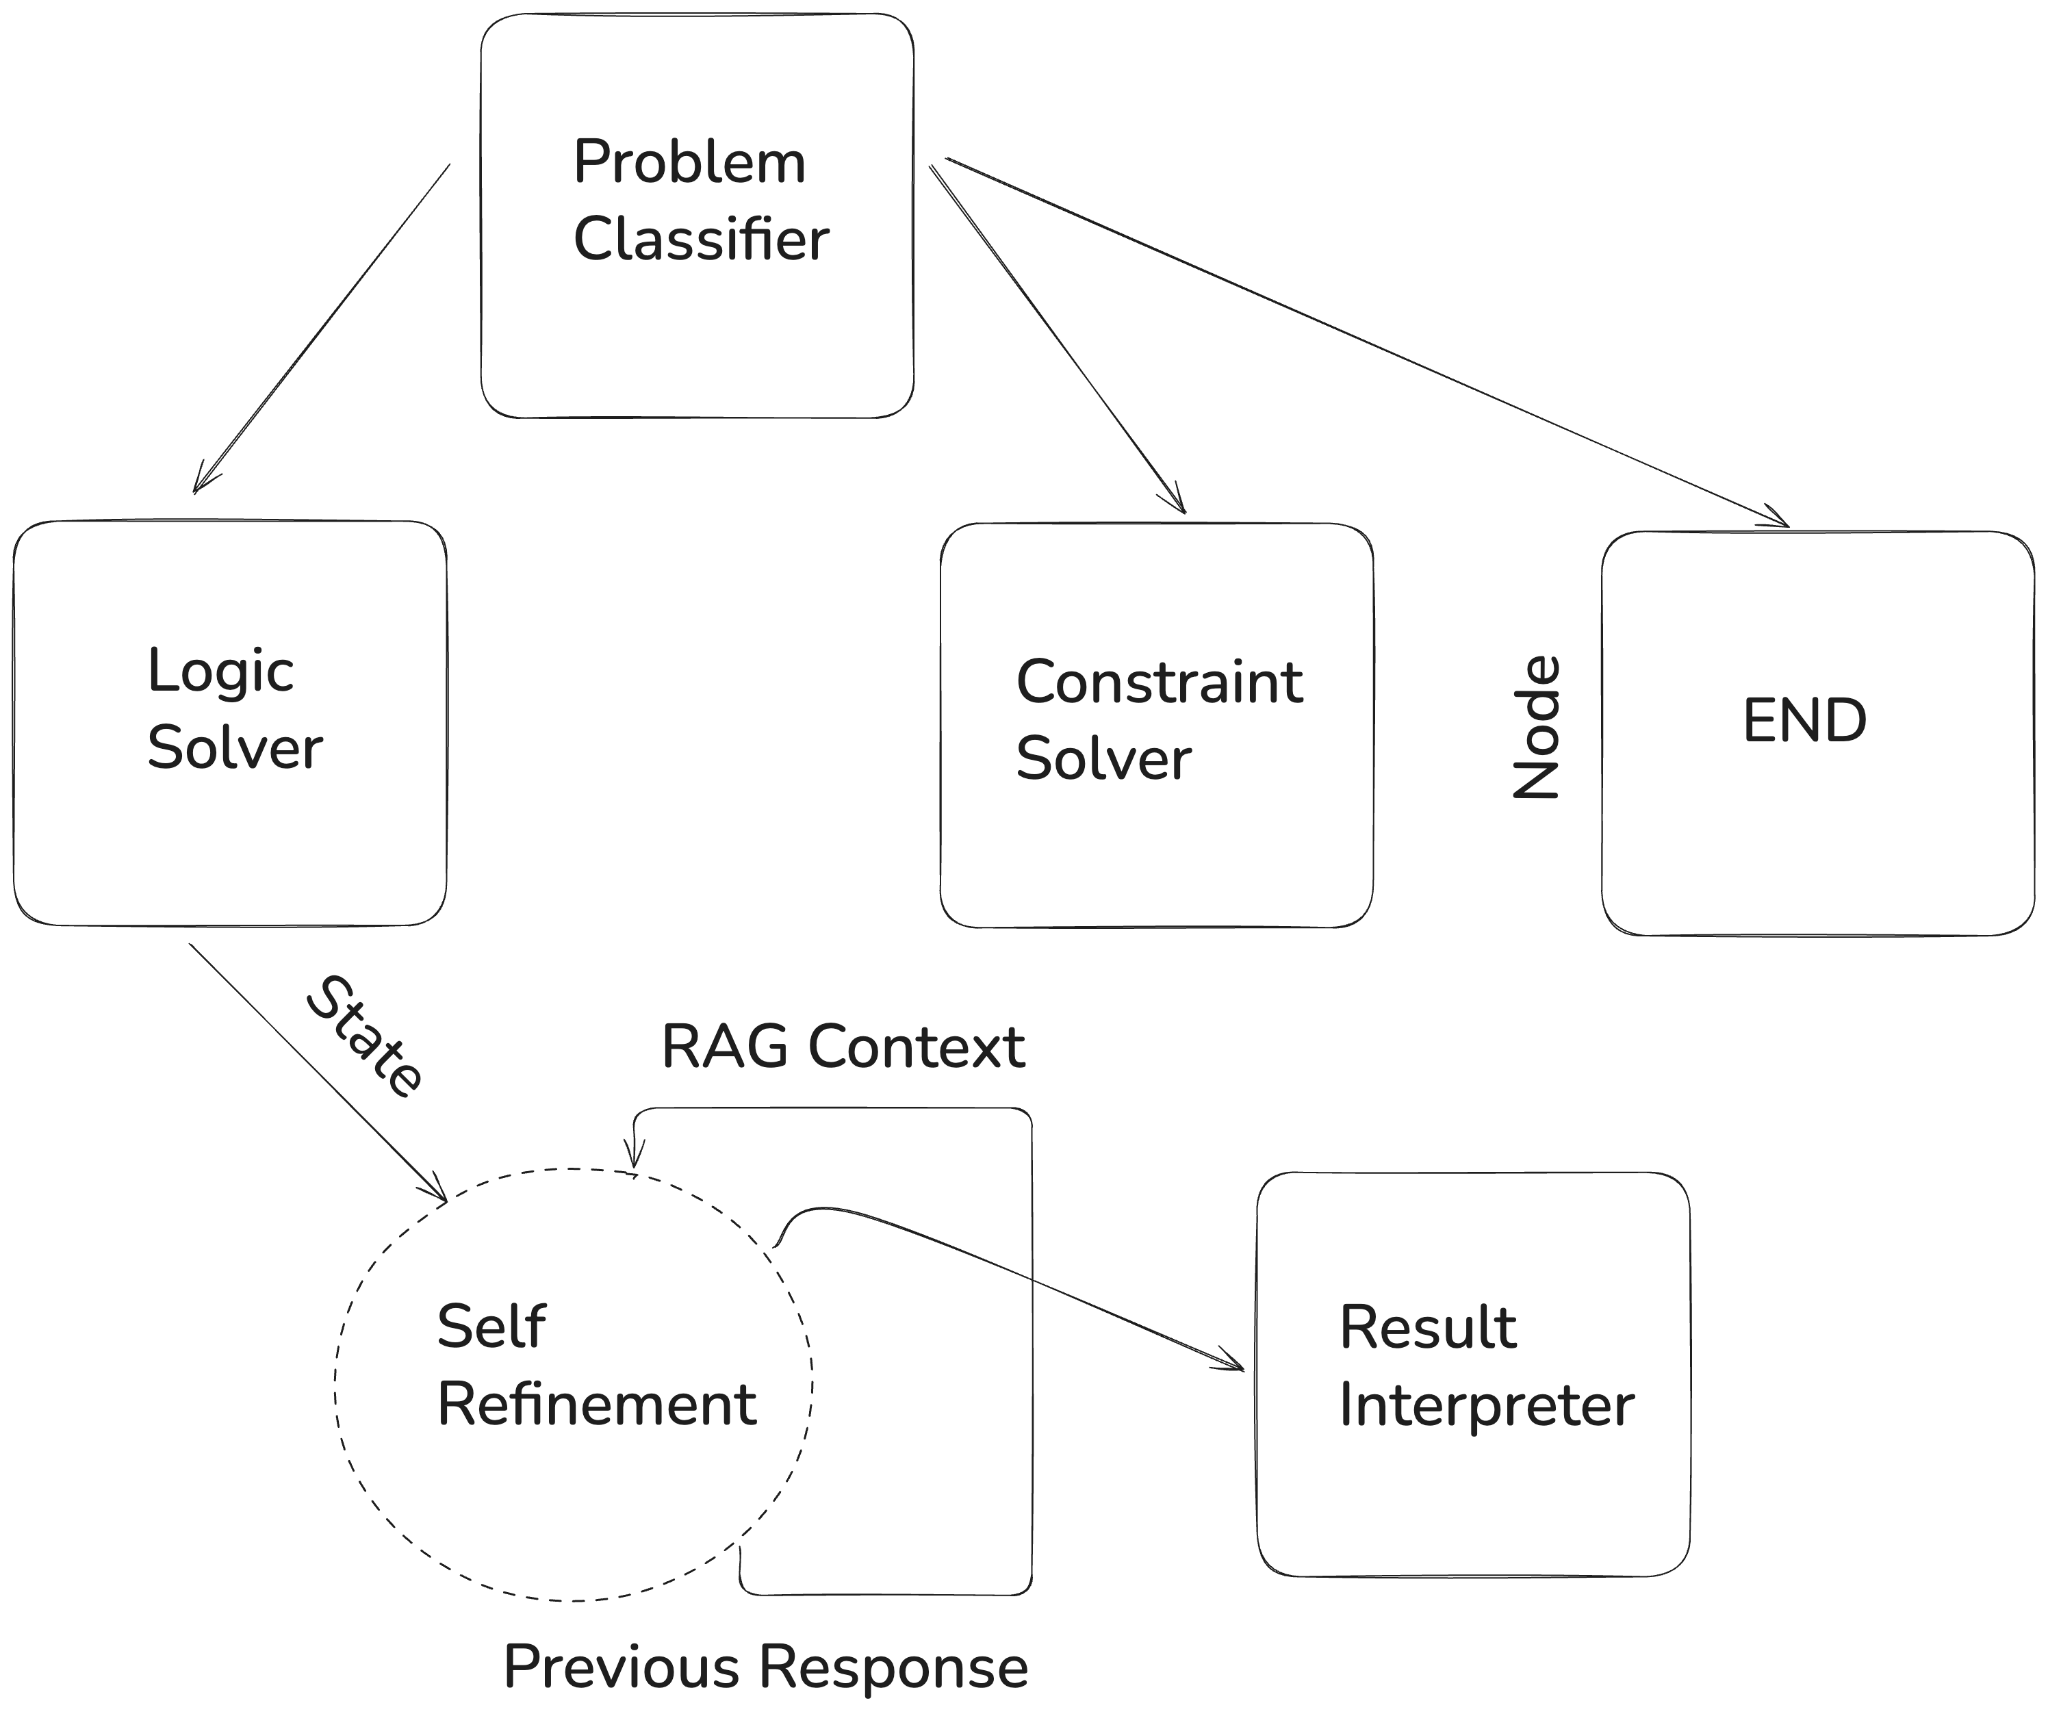 Problem
Classifier
Logic
Solver
Constraint
Solver
Node
END
State
RAG Context
Self
Refinement
Result
Interpreter
Previous Response